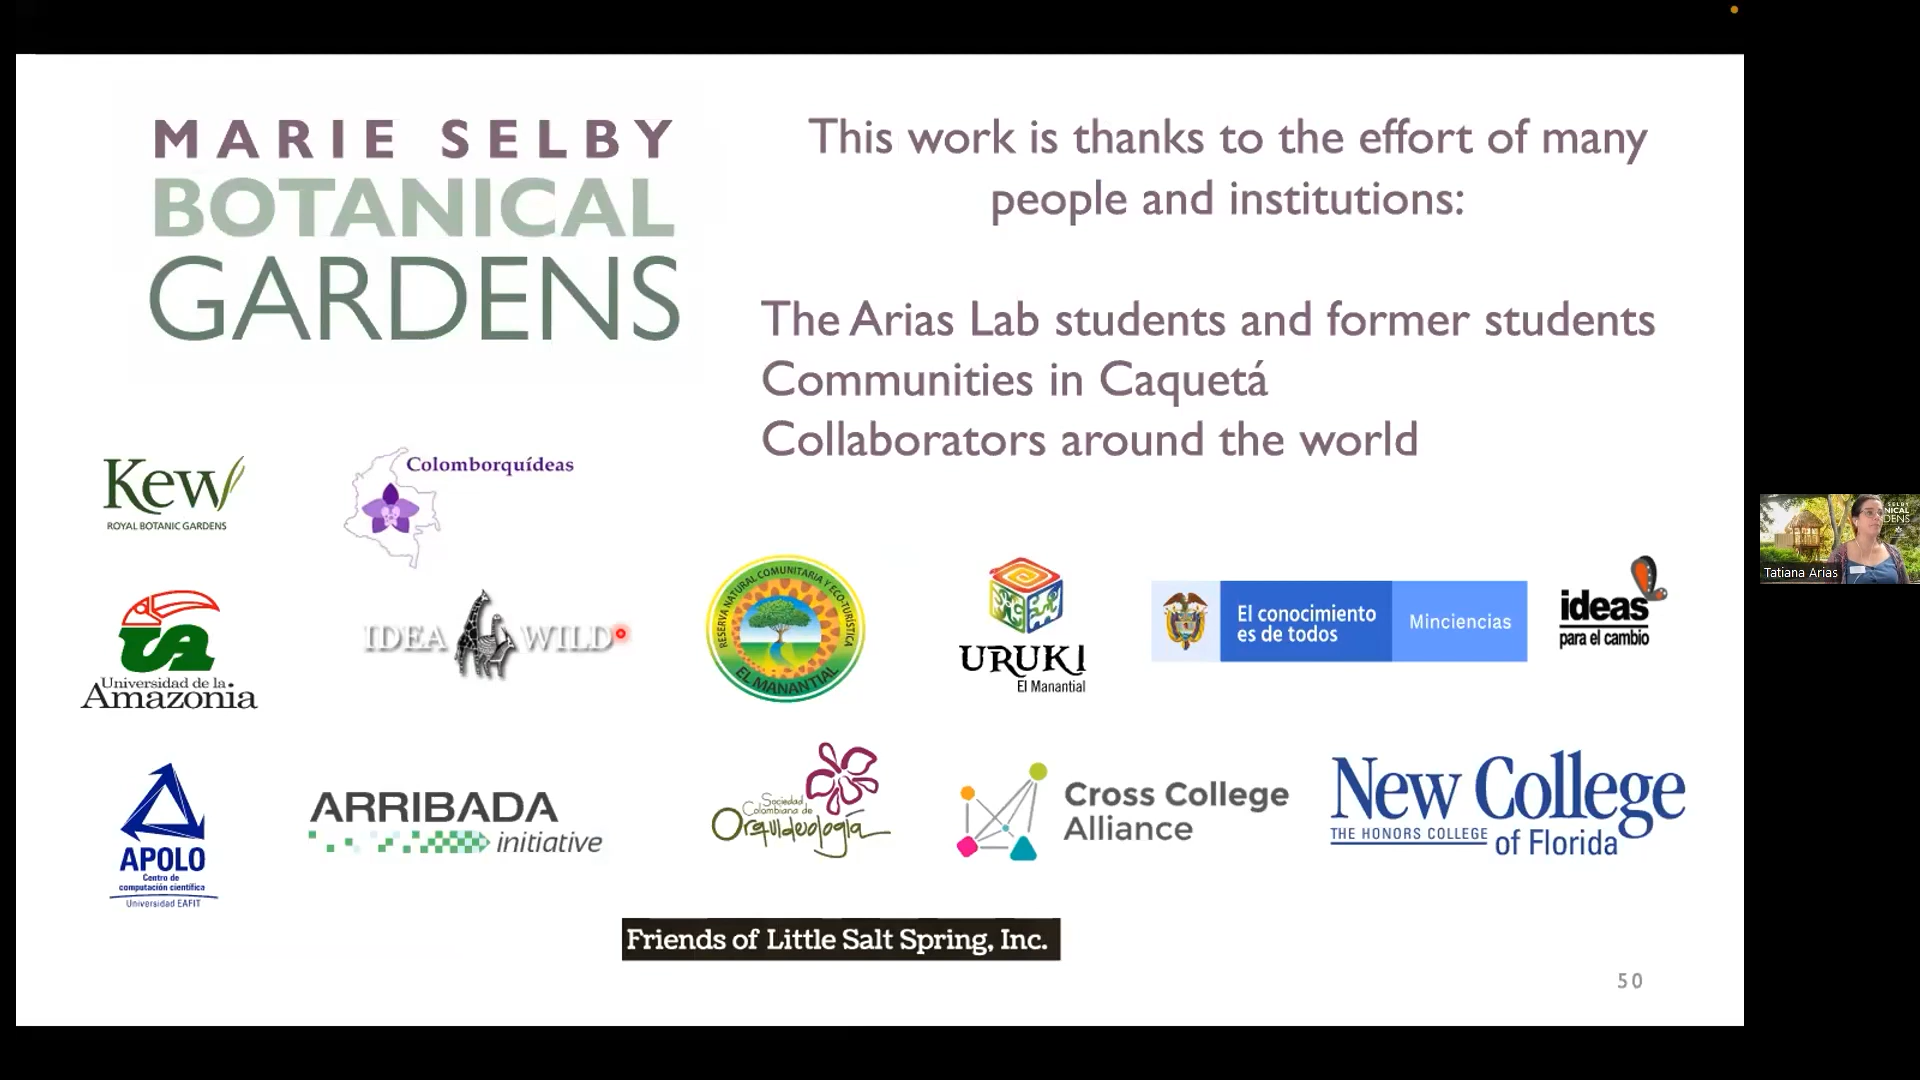 MARIE SELBY
BOTANICAL
GARDENS
This work is thanks to the effort of many
people and institutions:
The Arias Lab students and former students
Communities in Caquetá
Collaborators around the world
Kew
ROYAL BOTANIC GARDENS
Colomborquídeas
Universidad de la
Amazonia
IDEA WILD
RESERVA NATURAL COMUNITARIA Y ECO-TURÍSTICA
EL MANANTIAL
URUKI
El Manantial
El conocimiento
es de todos
Minciencias
ideas
para el cambio
Tatiana Arias
APOLO
Centro de
computación científica
Universidad EAFIT
ARRIBADA
initiative
Sociedad
Colombiana de
Orquideología
Cross College
Alliance
New College
THE HONORS COLLEGE
of Florida
Friends of Little Salt Spring, Inc.
50